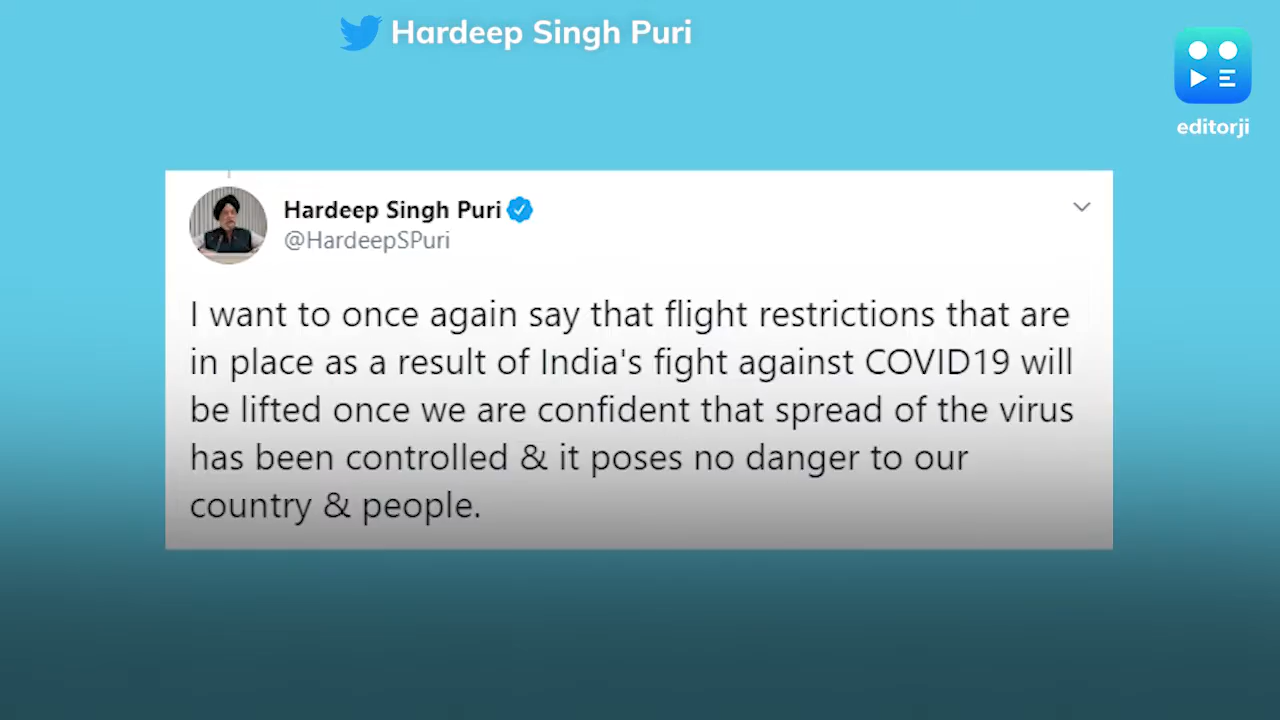 Hardeep Singh Puri
editorji
Hardeep Singh Puri
@HardeepSPuri
I want to once again say that flight restrictions that are
in place as a result of India's fight against COVID19 will
be lifted once we are confident that spread of the virus
has been controlled & it poses no danger to our
country & people.